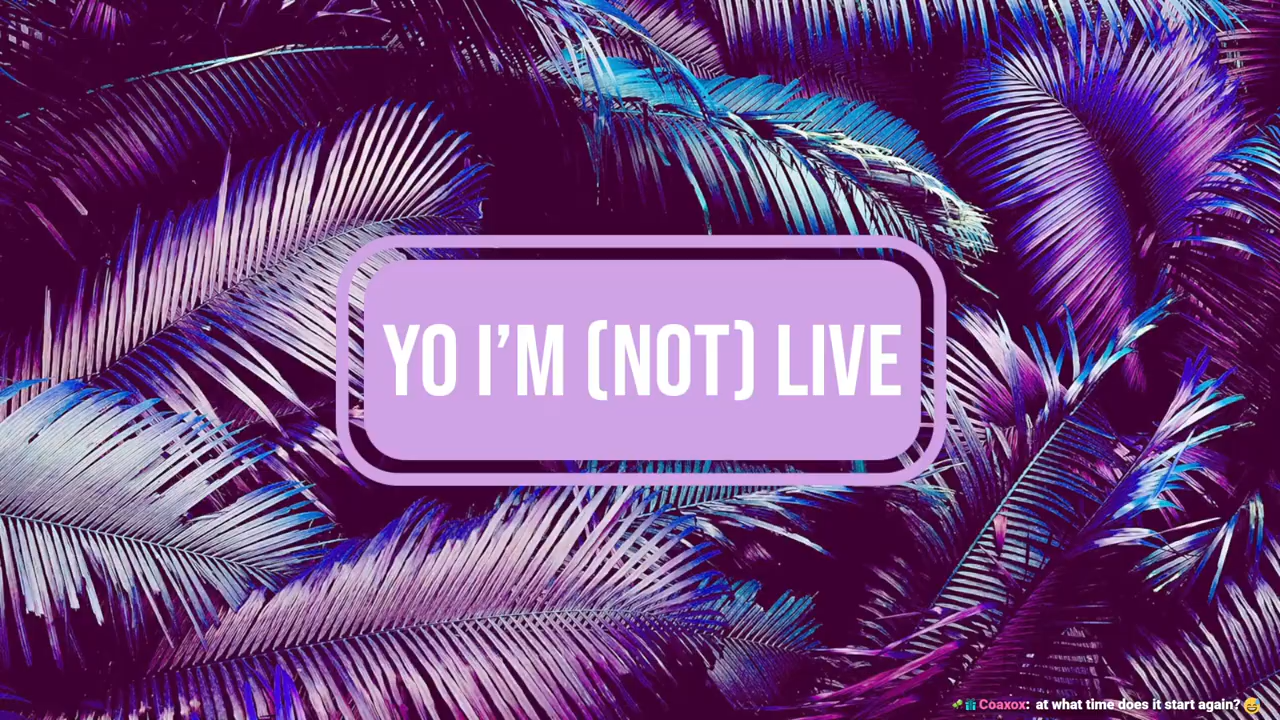 YO I’M (NOT) LIVE
Coaxox: at what time does it start again? 😅